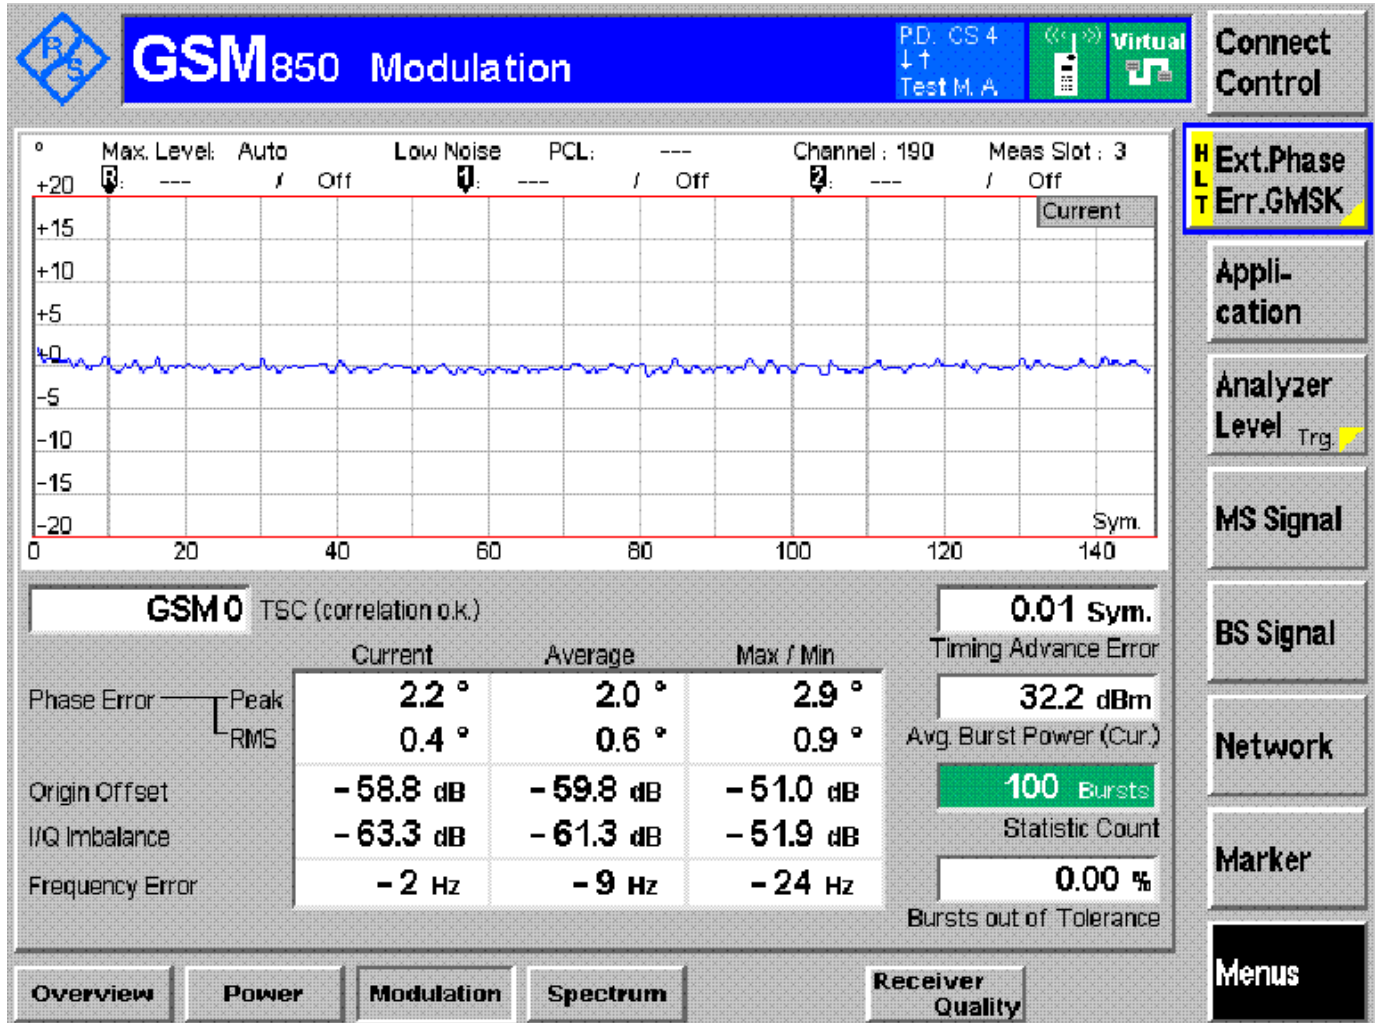 R S GSM850 Modulation P.D. CS 4 Virtual Connect
↓↑ Control
Test M. A.
° Max. Level: Auto Low Noise PCL: --- Channel : 190 Meas Slot : 3
+20 R: --- / Off 1: --- / Off 2: --- / Off
H L T Ext.Phase
Err.GMSK
Current
+15
+10
+5
+0
-5
-10
-15
-20 Sym.
0 20 40 60 80 100 120 140
Appli-
cation
Analyzer
Level Trg.
MS Signal
BS Signal
Network
Marker
Menus
GSM 0 TSC (correlation o.k.)
0.01 Sym.
Timing Advance Error
Current Average Max / Min
Phase Error Peak 2.2 ° 2.0 ° 2.9 °
RMS 0.4 ° 0.6 ° 0.9 °
Origin Offset -58.8 dB -59.8 dB -51.0 dB
I/Q Imbalance -63.3 dB -61.3 dB -51.9 dB
Frequency Error -2 Hz -9 Hz -24 Hz
32.2 dBm
Avg. Burst Power (Cur.)
100 Bursts
Statistic Count
0.00 %
Bursts out of Tolerance
Overview Power Modulation Spectrum Receiver
Quality